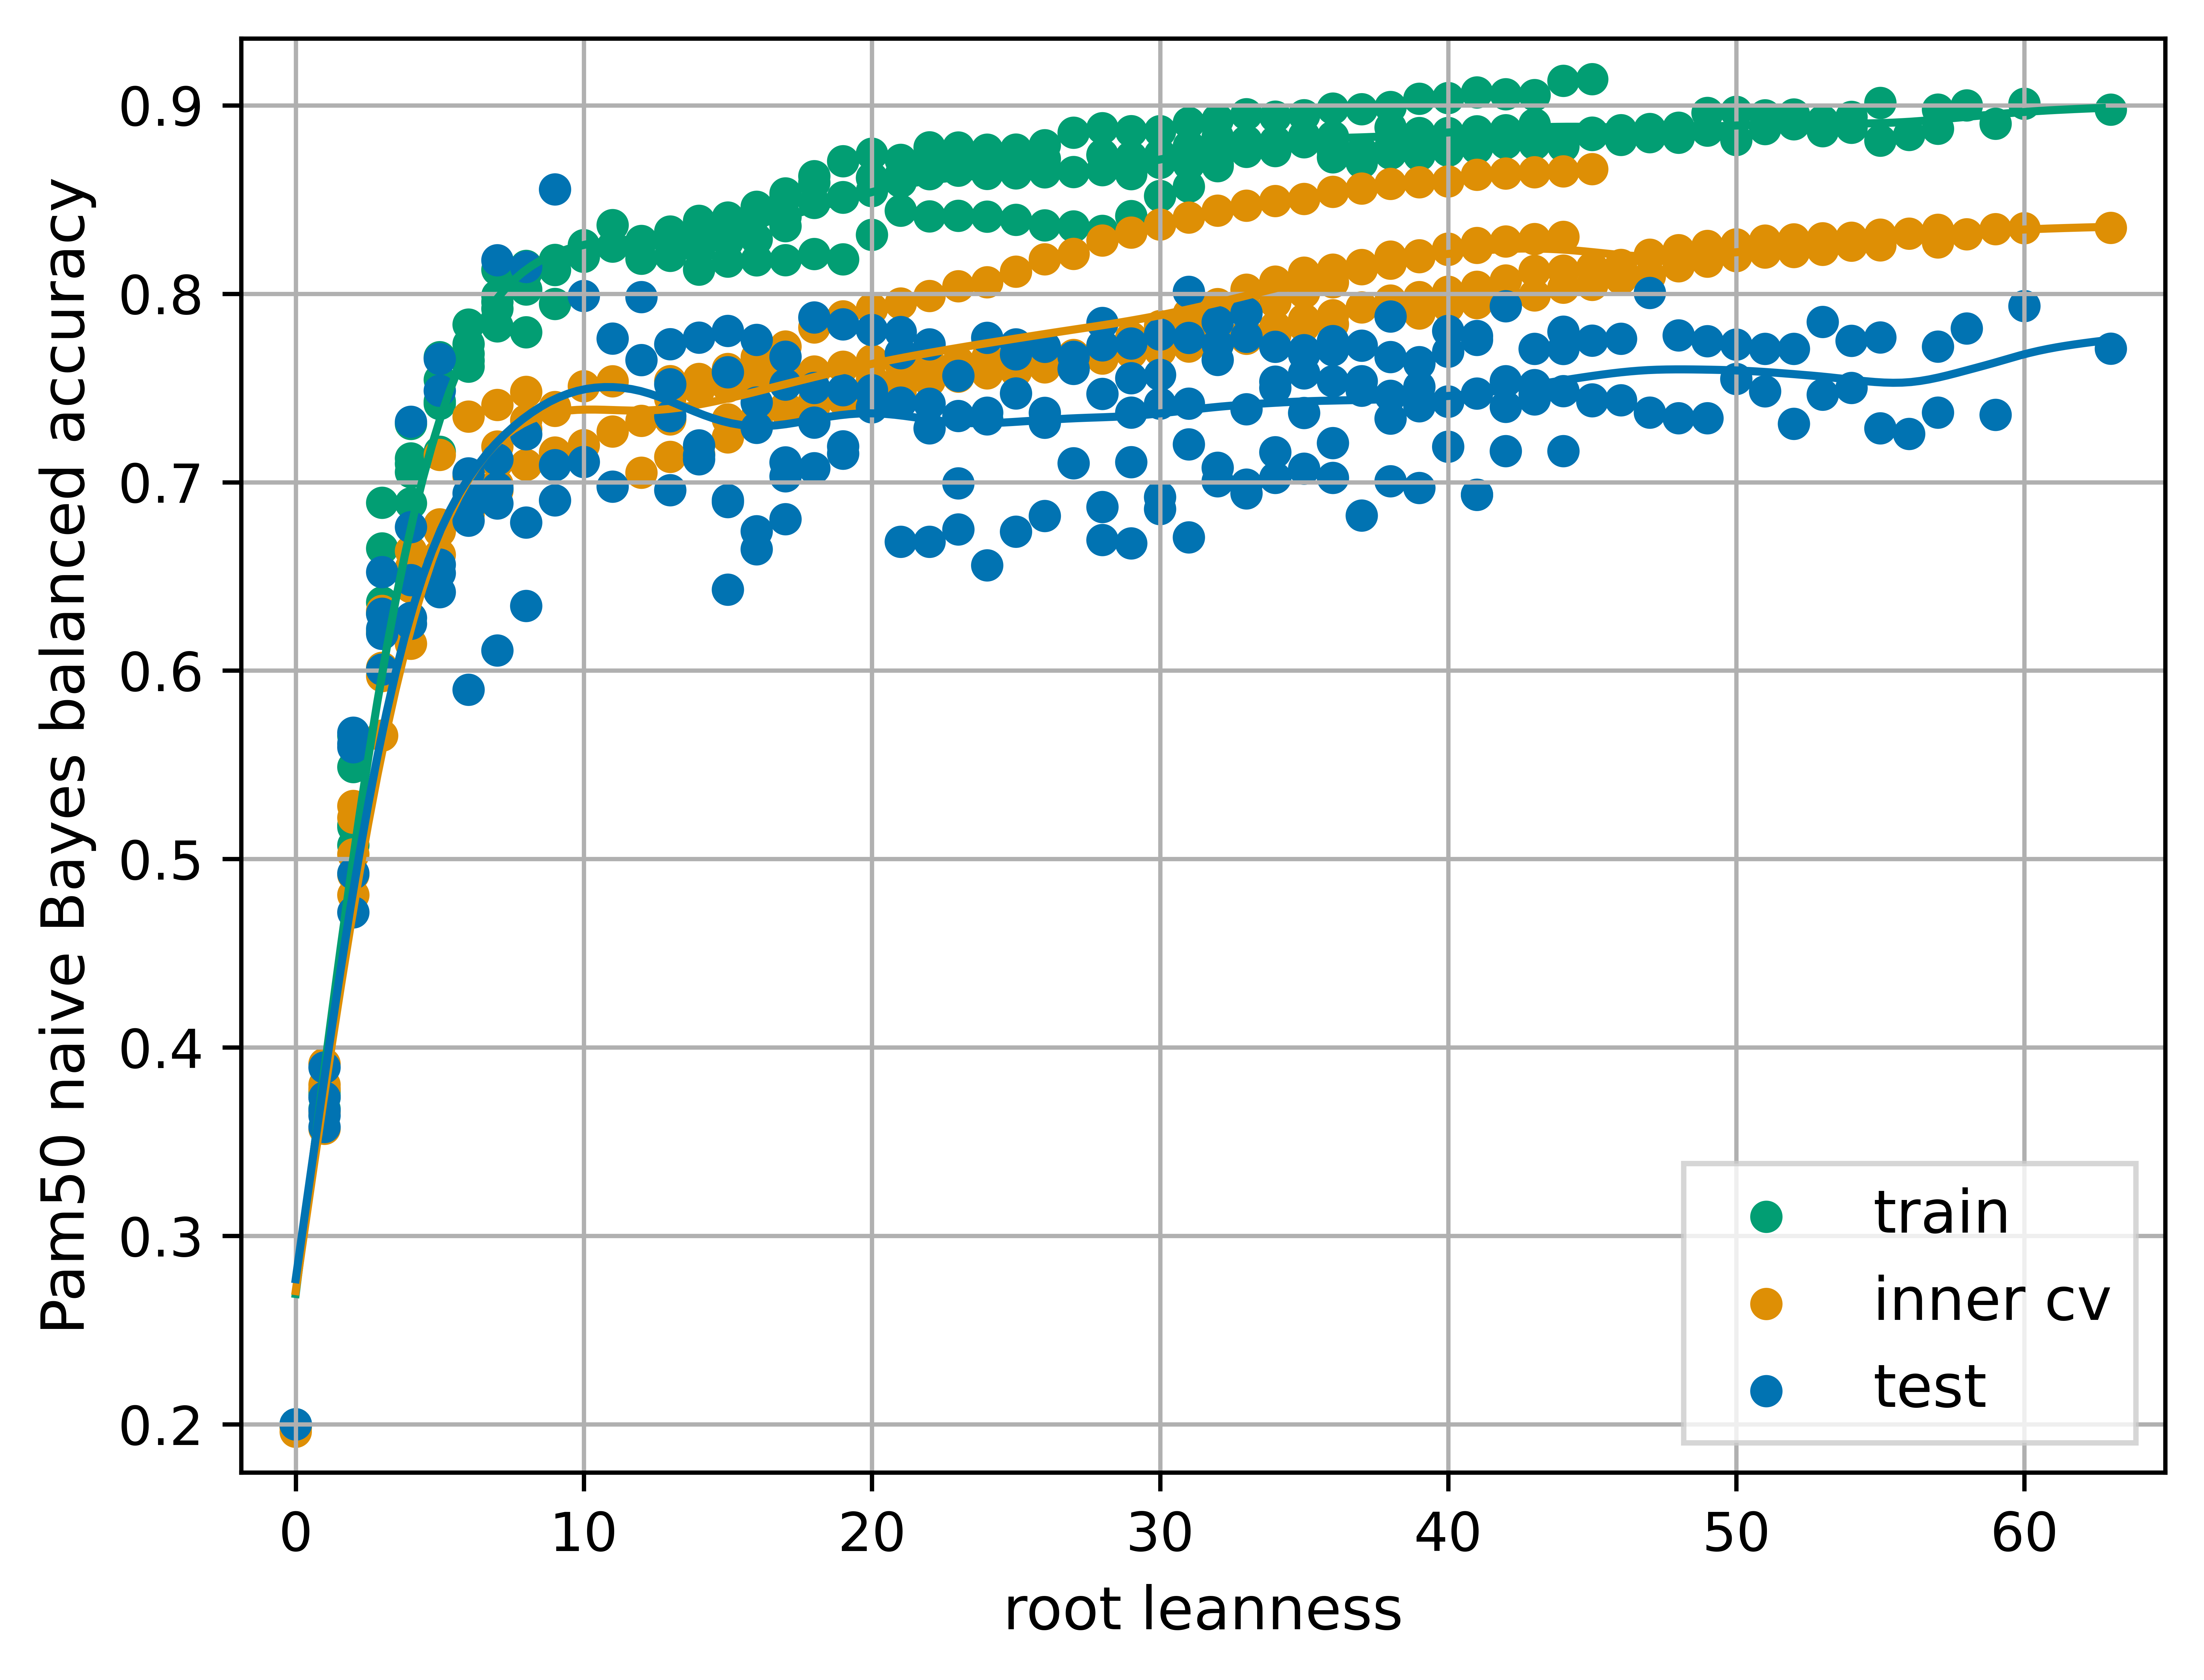 Pam50 naive Bayes balanced accuracy
0.9
0.8
0.7
0.6
0.5
0.4
0.3
0.2
0 10 20 30 40 50 60
root leanness
train
inner cv
test